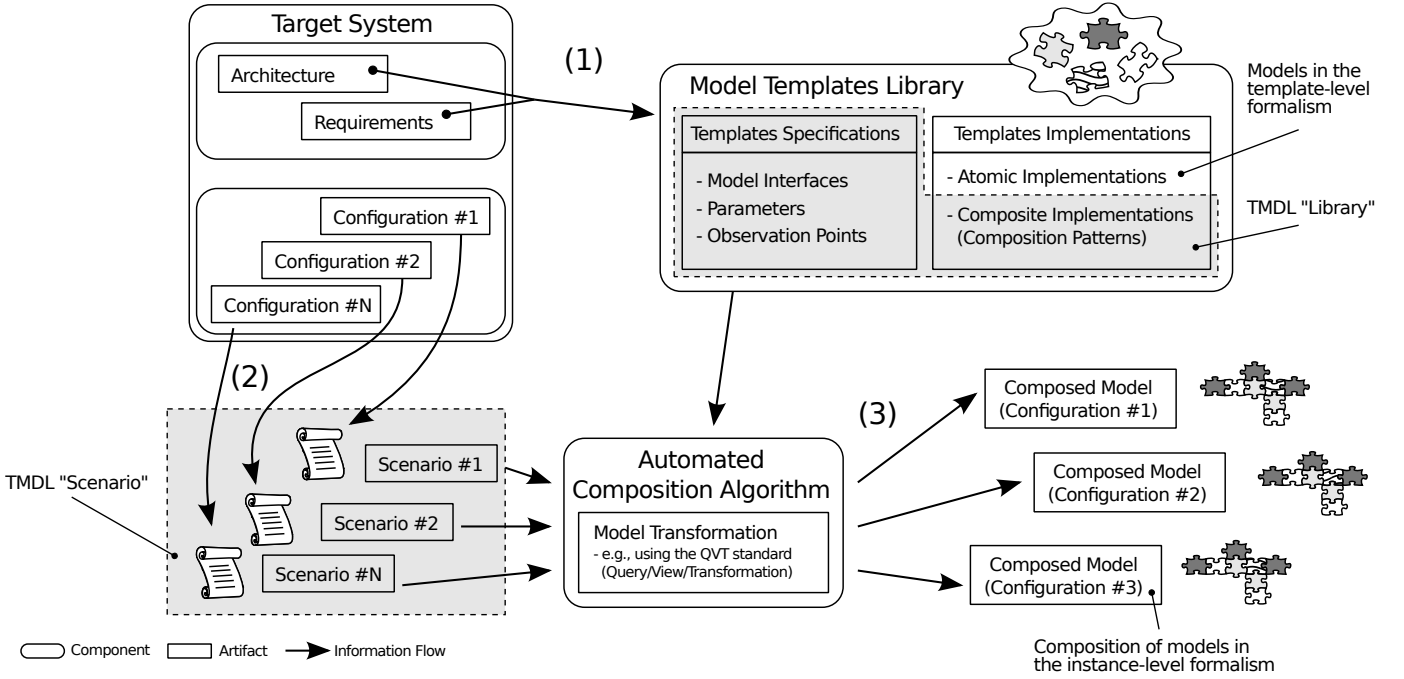 Target System
Architecture
Requirements
Configuration #1
Configuration #2
Configuration #N
(1)
Model Templates Library
Templates Specifications
- Model Interfaces
- Parameters
- Observation Points
Templates Implementations
- Atomic Implementations
- Composite Implementations
(Composition Patterns)
Models in the
template-level
formalism
TMDL "Library"
(2)
TMDL "Scenario"
Scenario #1
Scenario #2
Scenario #N
Automated
Composition Algorithm
Model Transformation
- e.g., using the QVT standard
(Query/View/Transformation)
(3)
Composed Model
(Configuration #1)
Composed Model
(Configuration #2)
Composed Model
(Configuration #3)
Composition of models in
the instance-level formalism
Component
Artifact
Information Flow